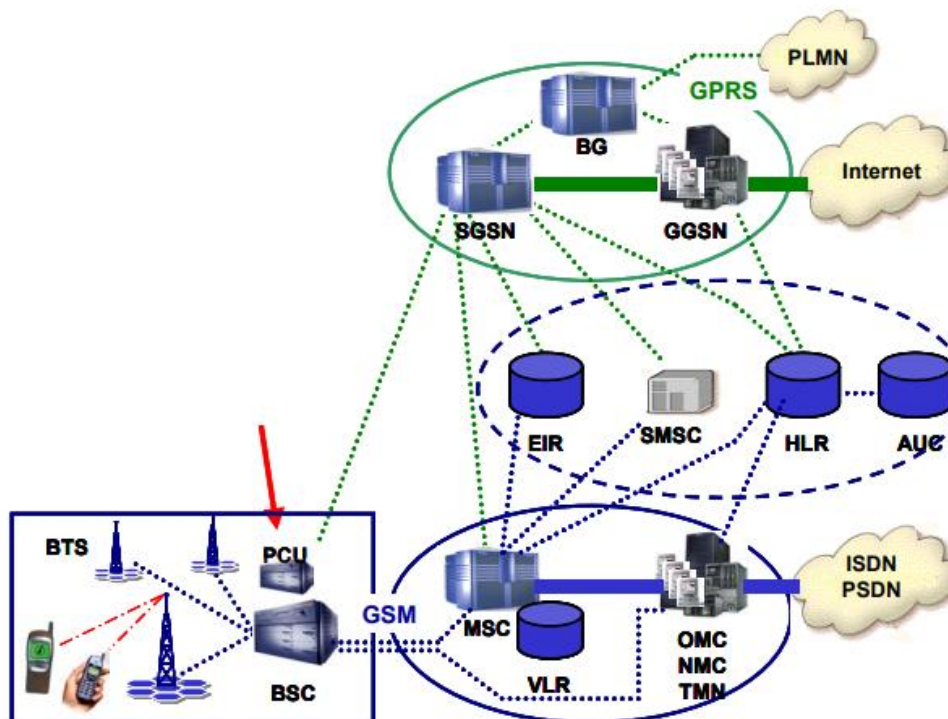 PLMN
GPRS
BG
Internet
SGSN
GGSN
EIR
SMSC
HLR
AUC
BTS
PCU
GSM
MSC
ISDN
PSDN
BSC
VLR
OMC
NMC
TMN